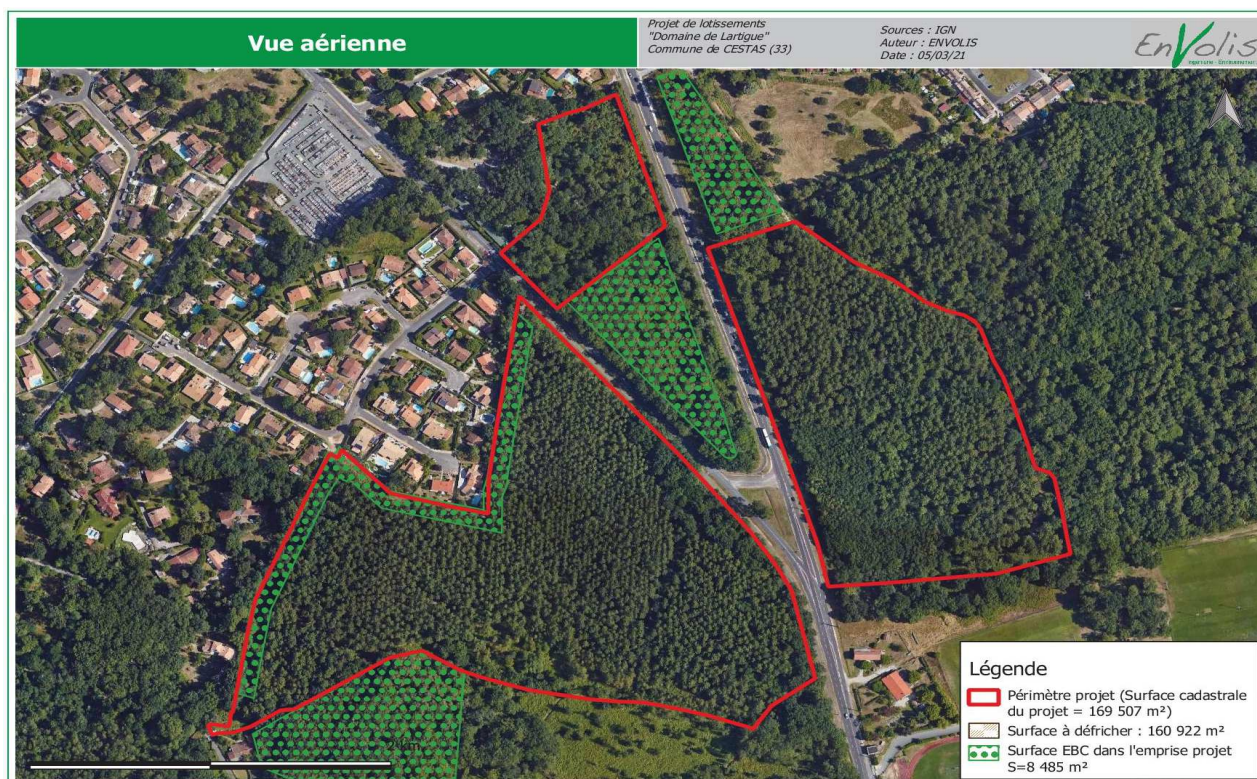 Vue aérienne
Projet de lotissements
"Domaine de Lartigue"
Commune de CESTAS (33)
Sources : IGN
Auteur : ENVOLIS
Date : 05/03/21
EnVolis
Légende
Périmètre projet (Surface cadastrale
du projet = 169 507 m²)
Surface à défricher : 160 922 m²
Surface EBC dans l'emprise projet
S=8 485 m²